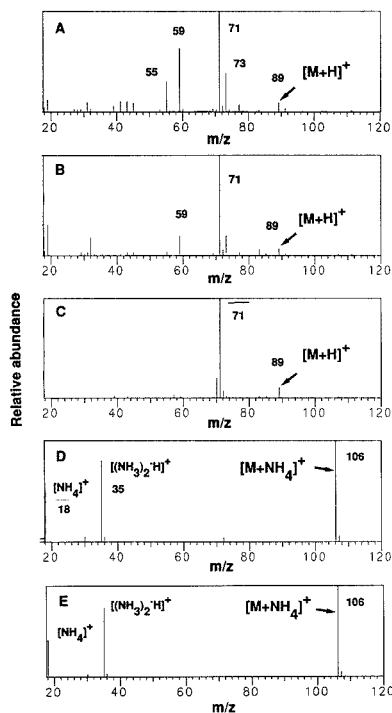 A
59
71
55
73
89
[M+H]+
20 40 60 80 100 120
m/z
B
71
59
89
[M+H]+
20 40 60 80 100 120
m/z
C
71
89
[M+H]+
20 40 60 80 100 120
m/z
Relative abundance
D
[(NH3)2·H]+
35
[NH4]+
18
[M+NH4]+
106
20 40 60 80 100 120
m/z
E
[(NH3)2·H]+
[NH4]+
[M+NH4]+
106
20 40 60 80 100 120
m/z